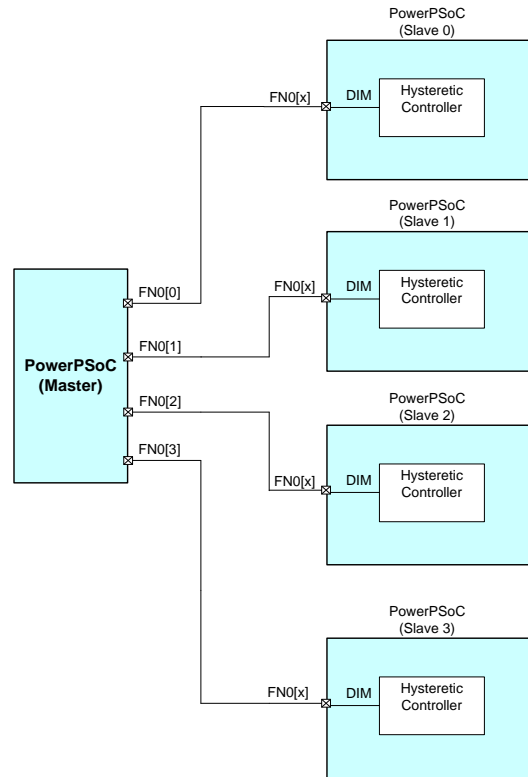 PowerPSoC
(Slave 0)
FN0[x]
DIM
Hysteretic
Controller
PowerPSoC
(Slave 1)
FN0[x]
DIM
Hysteretic
Controller
FN0[0]
FN0[1]
PowerPSoC
(Master)
FN0[2]
FN0[3]
PowerPSoC
(Slave 2)
FN0[x]
DIM
Hysteretic
Controller
PowerPSoC
(Slave 3)
FN0[x]
DIM
Hysteretic
Controller